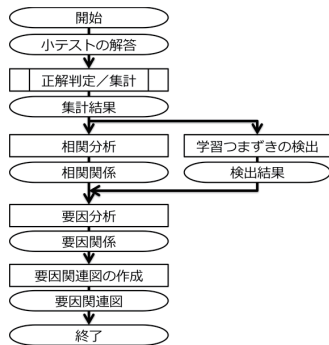 開始
小テストの解答
正解判定／集計
集計結果
相関分析
学習つまずきの検出
相関関係
検出結果
要因分析
要因関係
要因関連図の作成
要因関連図
終了